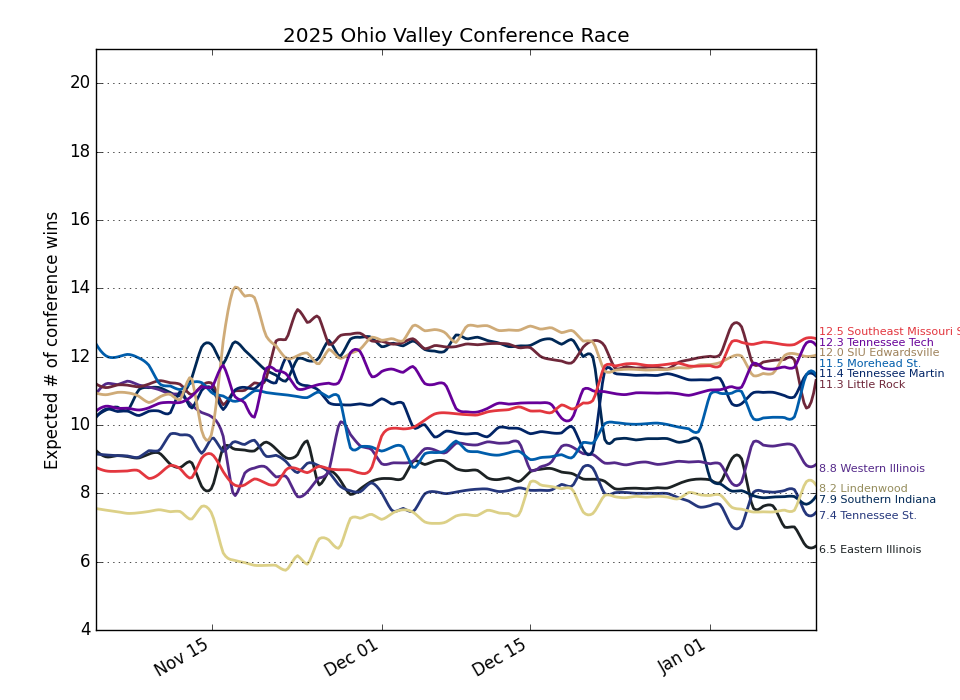 2025 Ohio Valley Conference Race
Expected # of conference wins
20
18
16
14
12
10
8
6
4
Nov 15
Dec 01
Dec 15
Jan 01
12.5 Southeast Missouri S
12.3 Tennessee Tech
12.0 SIU Edwardsville
11.5 Morehead St.
11.4 Tennessee Martin
11.3 Little Rock
8.8 Western Illinois
8.2 Lindenwood
7.9 Southern Indiana
7.4 Tennessee St.
6.5 Eastern Illinois